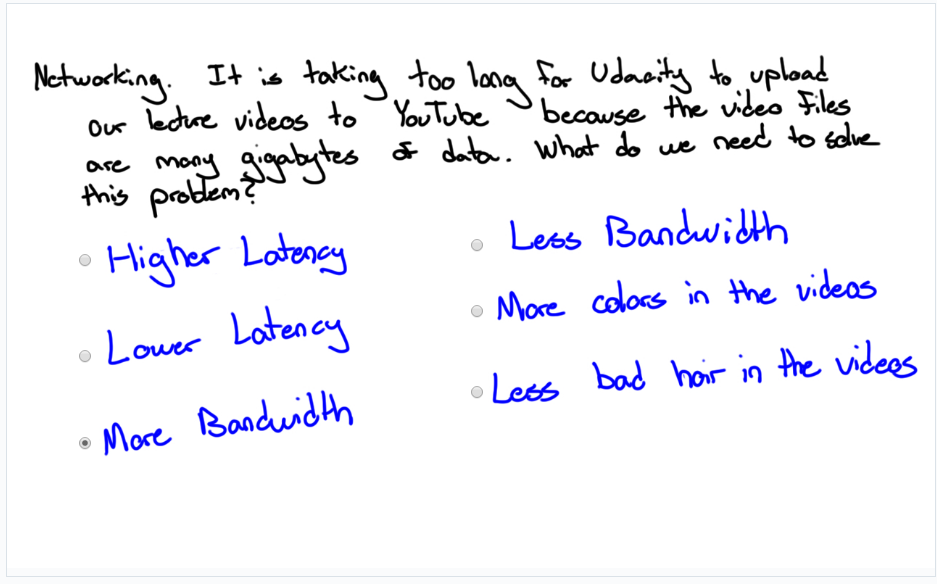 Networking. It is taking too long for Udacity to upload
our lecture videos to YouTube because the video files
are many gigabytes of data. What do we need to solve
this problem?
Higher Latency
Lower Latency
More Bandwidth
Less Bandwidth
More colors in the videos
Less bad hair in the videos